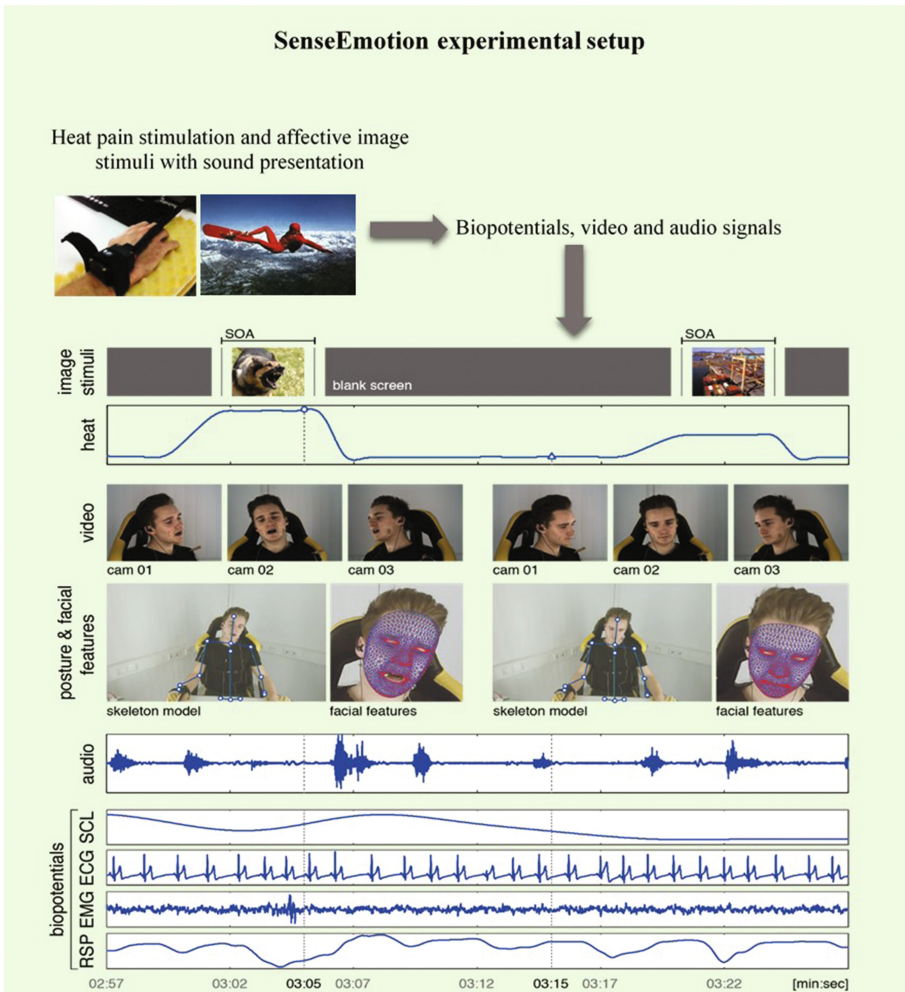 SenseEmotion experimental setup
Heat pain stimulation and affective image
stimuli with sound presentation
Biopotentials, video and audio signals
SOA
SOA
image
stimuli
blank screen
heat
video
cam 01
cam 02
cam 03
cam 01
cam 02
cam 03
posture & facial
features
skeleton model
facial features
skeleton model
facial features
audio
biopotentials
SCL
ECG
EMG
RSP
02:57
03:02
03:05
03:07
03:12
03:15
03:17
03:22
[min:sec]